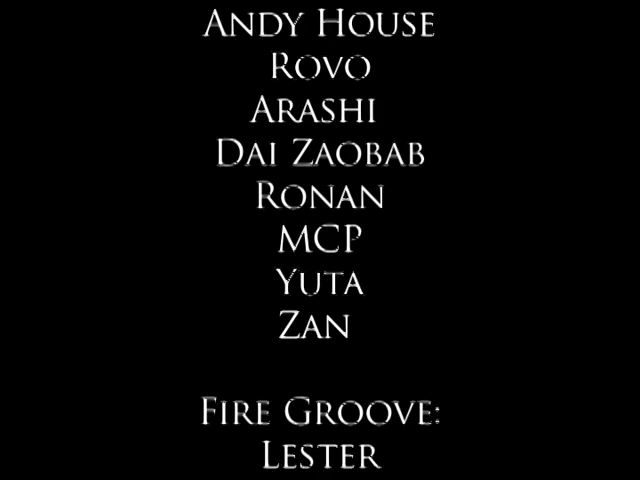 Andy House
Rovo
Arashi
Dai Zaobab
Ronan
MCP
Yuta
Zan
Fire Groove:
Lester